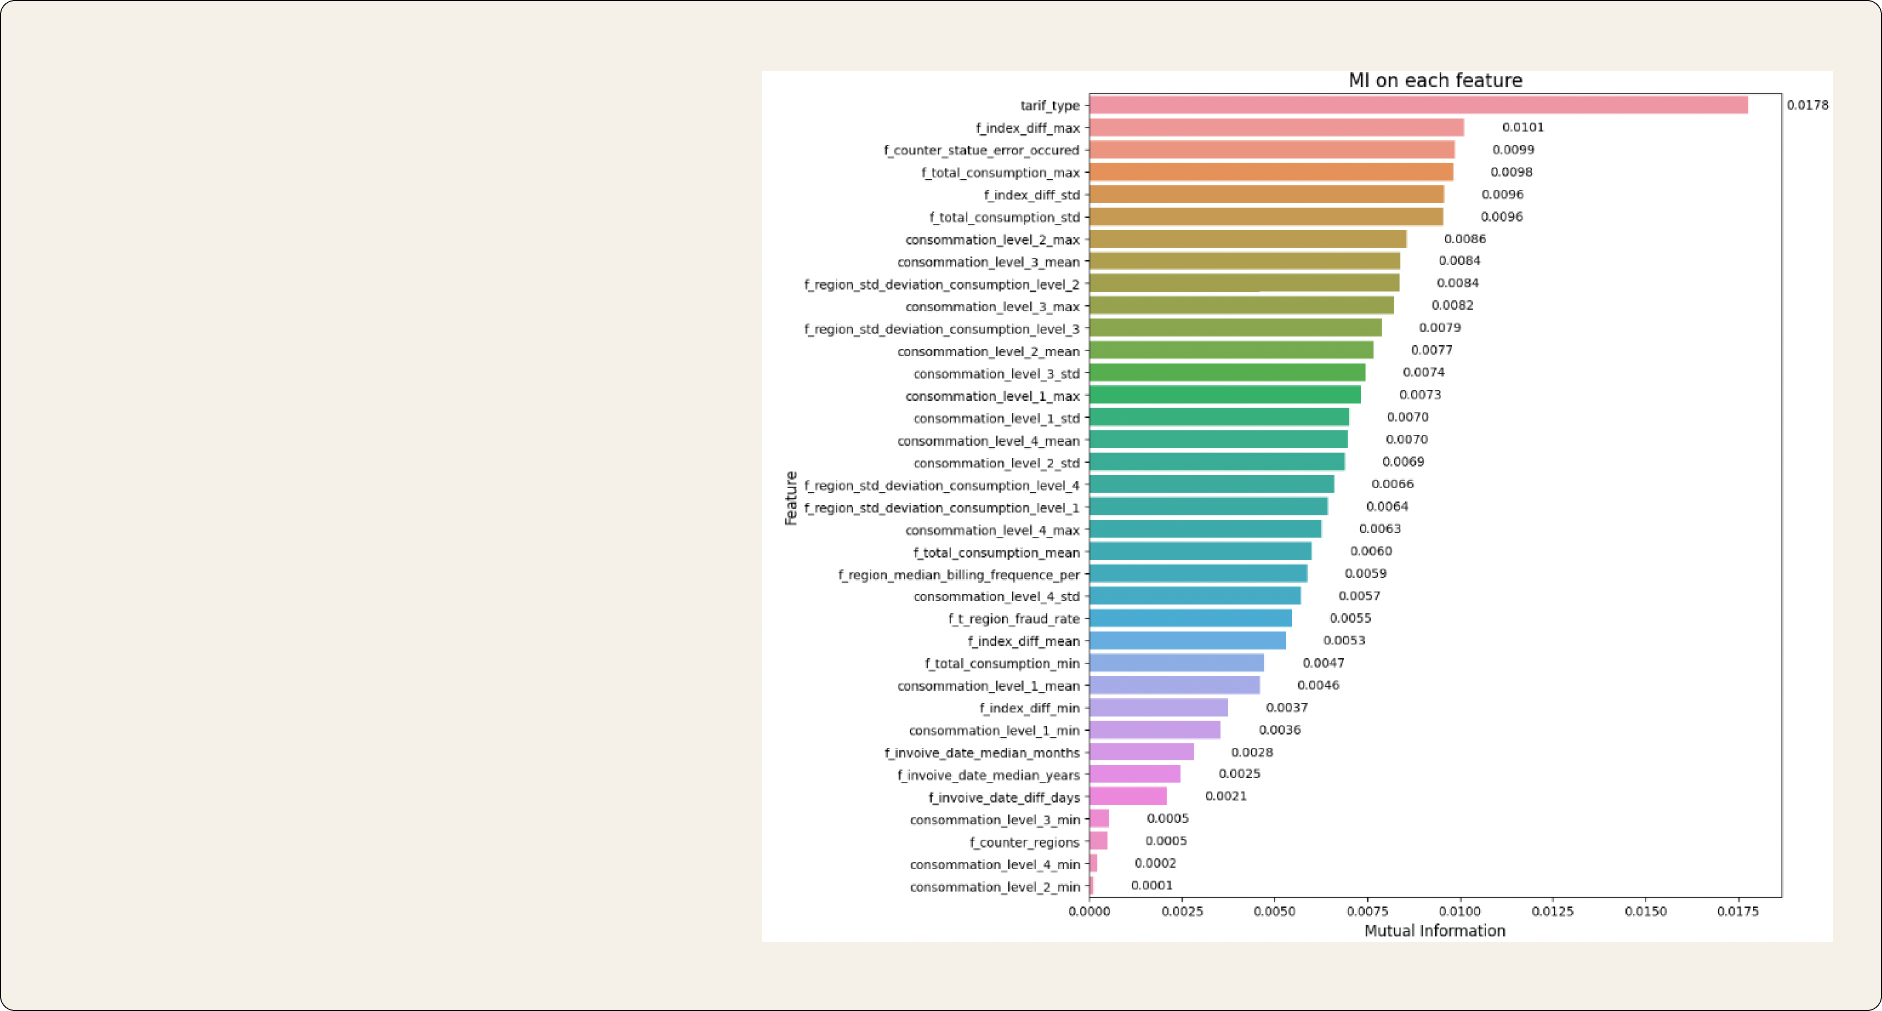 MI on each feature
tarif_type 0.0178
f_index_diff_max 0.0101
f_counter_statue_error_occured 0.0099
f_total_consumption_max 0.0098
f_index_diff_std 0.0096
f_total_consumption_std 0.0096
consommation_level_2_max 0.0086
consommation_level_3_mean 0.0084
f_region_std_deviation_consumption_level_2 0.0084
consommation_level_3_max 0.0082
f_region_std_deviation_consumption_level_3 0.0079
consommation_level_2_mean 0.0077
consommation_level_3_std 0.0074
consommation_level_1_max 0.0073
consommation_level_1_std 0.0070
consommation_level_4_mean 0.0070
consommation_level_2_std 0.0069
f_region_std_deviation_consumption_level_4 0.0066
f_region_std_deviation_consumption_level_1 0.0064
consommation_level_4_max 0.0063
f_total_consumption_mean 0.0060
f_region_median_billing_frequence_per 0.0059
consommation_level_4_std 0.0057
f_t_region_fraud_rate 0.0055
f_index_diff_mean 0.0053
f_total_consumption_min 0.0047
consommation_level_1_mean 0.0046
f_index_diff_min 0.0037
consommation_level_1_min 0.0036
f_invoive_date_median_months 0.0028
f_invoive_date_median_years 0.0025
f_invoive_date_diff_days 0.0021
consommation_level_3_min 0.0005
f_counter_regions 0.0005
consommation_level_4_min 0.0002
consommation_level_2_min 0.0001
Feature
0.0000 0.0025 0.0050 0.0075 0.0100 0.0125 0.0150 0.0175
Mutual Information